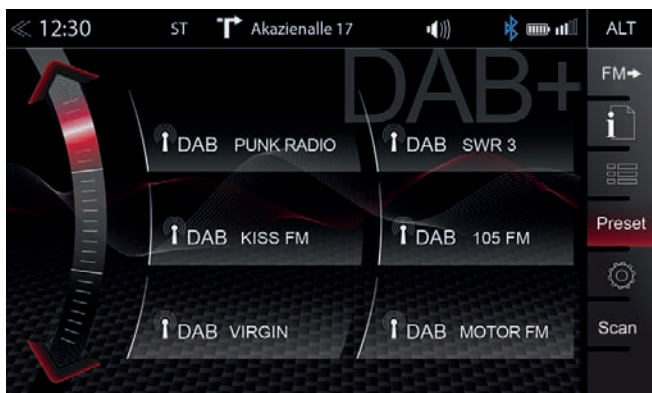 12:30 ST Akazienalle 17 ALT
DAB+
FM
DAB PUNK RADIO DAB SWR 3
DAB KISS FM DAB 105 FM
Preset
DAB VIRGIN DAB MOTOR FM
Scan